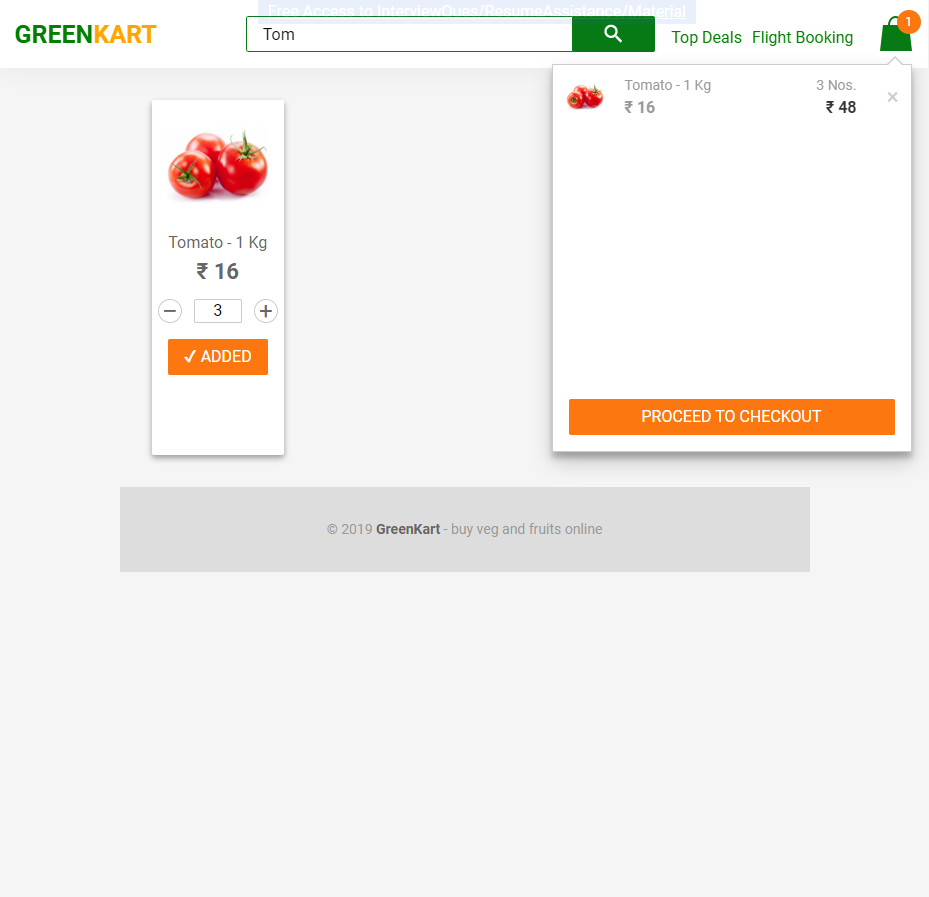 Free Access to InterviewQues/ResumeAssistance/Material
GREENKART
Tom
Top Deals Flight Booking
1
Tomato - 1 Kg 3 Nos.
₹ 16 ₹ 48 ×
PROCEED TO CHECKOUT
Tomato - 1 Kg
₹ 16
− 3 +
✓ ADDED
© 2019 GreenKart - buy veg and fruits online